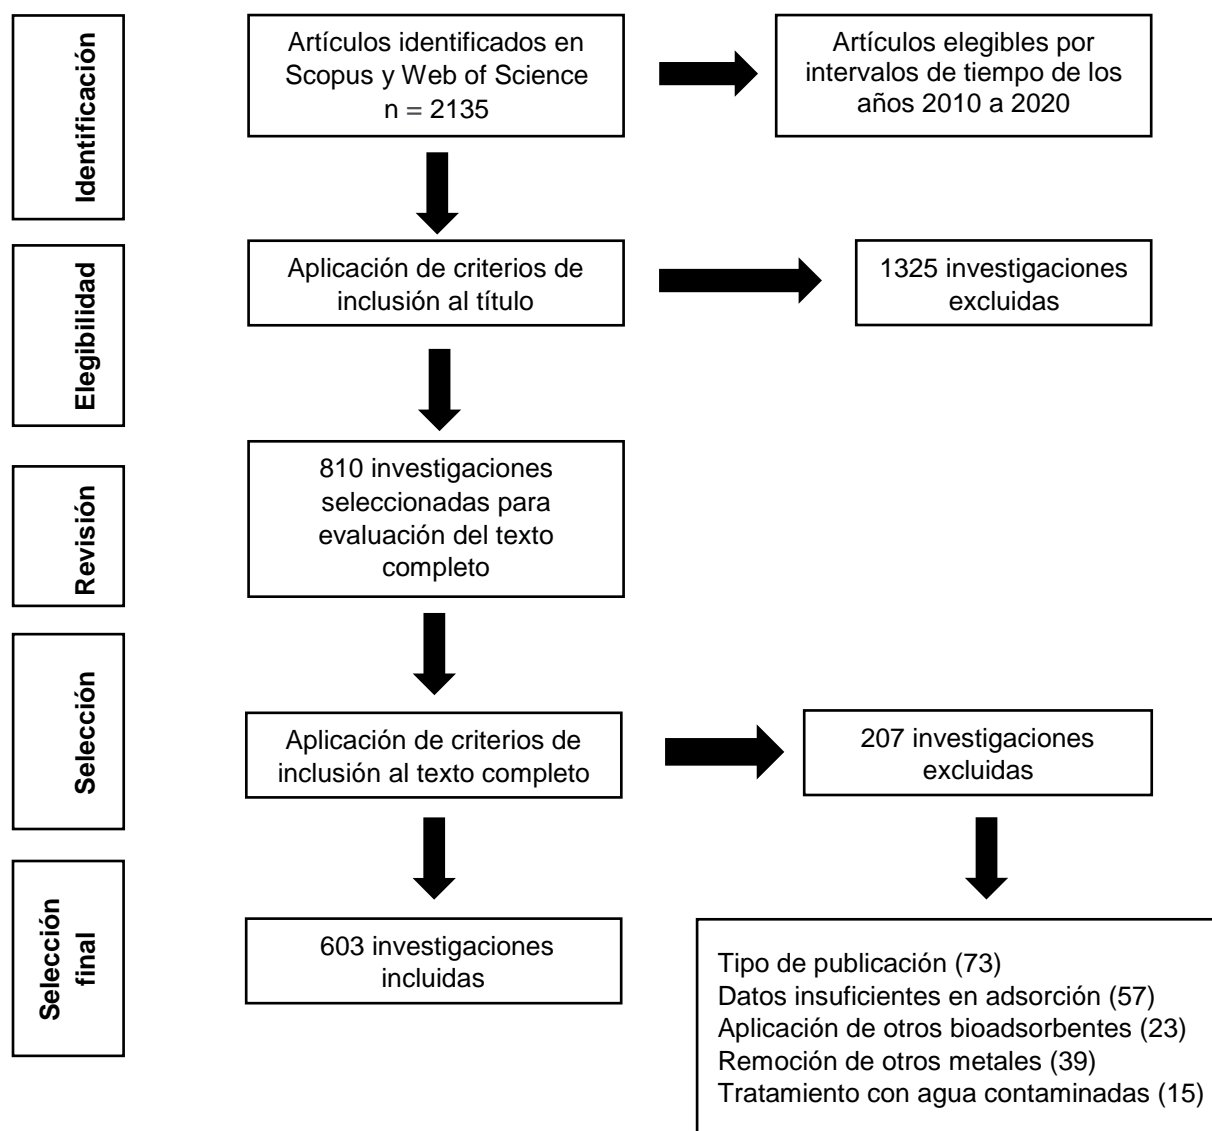 Identificación
Artículos identificados en
Scopus y Web of Science
n = 2135
Artículos elegibles por
intervalos de tiempo de los
años 2010 a 2020
Elegibilidad
Aplicación de criterios de
inclusión al título
1325 investigaciones
excluidas
Revisión
810 investigaciones
seleccionadas para
evaluación del texto
completo
Selección
Aplicación de criterios de
inclusión al texto completo
207 investigaciones
excluidas
Selección
final
603 investigaciones
incluidas
Tipo de publicación (73)
Datos insuficientes en adsorción (57)
Aplicación de otros bioadsorbentes (23)
Remoción de otros metales (39)
Tratamiento con agua contaminadas (15)